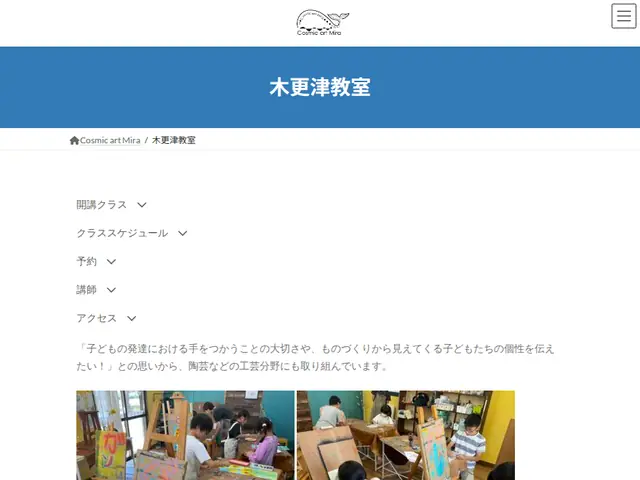 Cosmic art Mira
木更津教室
Cosmic art Mira / 木更津教室
開講クラス
クラススケジュール
予約
講師
アクセス
「子どもの発達における手をつかうことの大切さや、ものづくりから見えてくる子どもたちの個性を伝え
たい！」との思いから、陶芸などの工芸分野にも取り組んでいます。